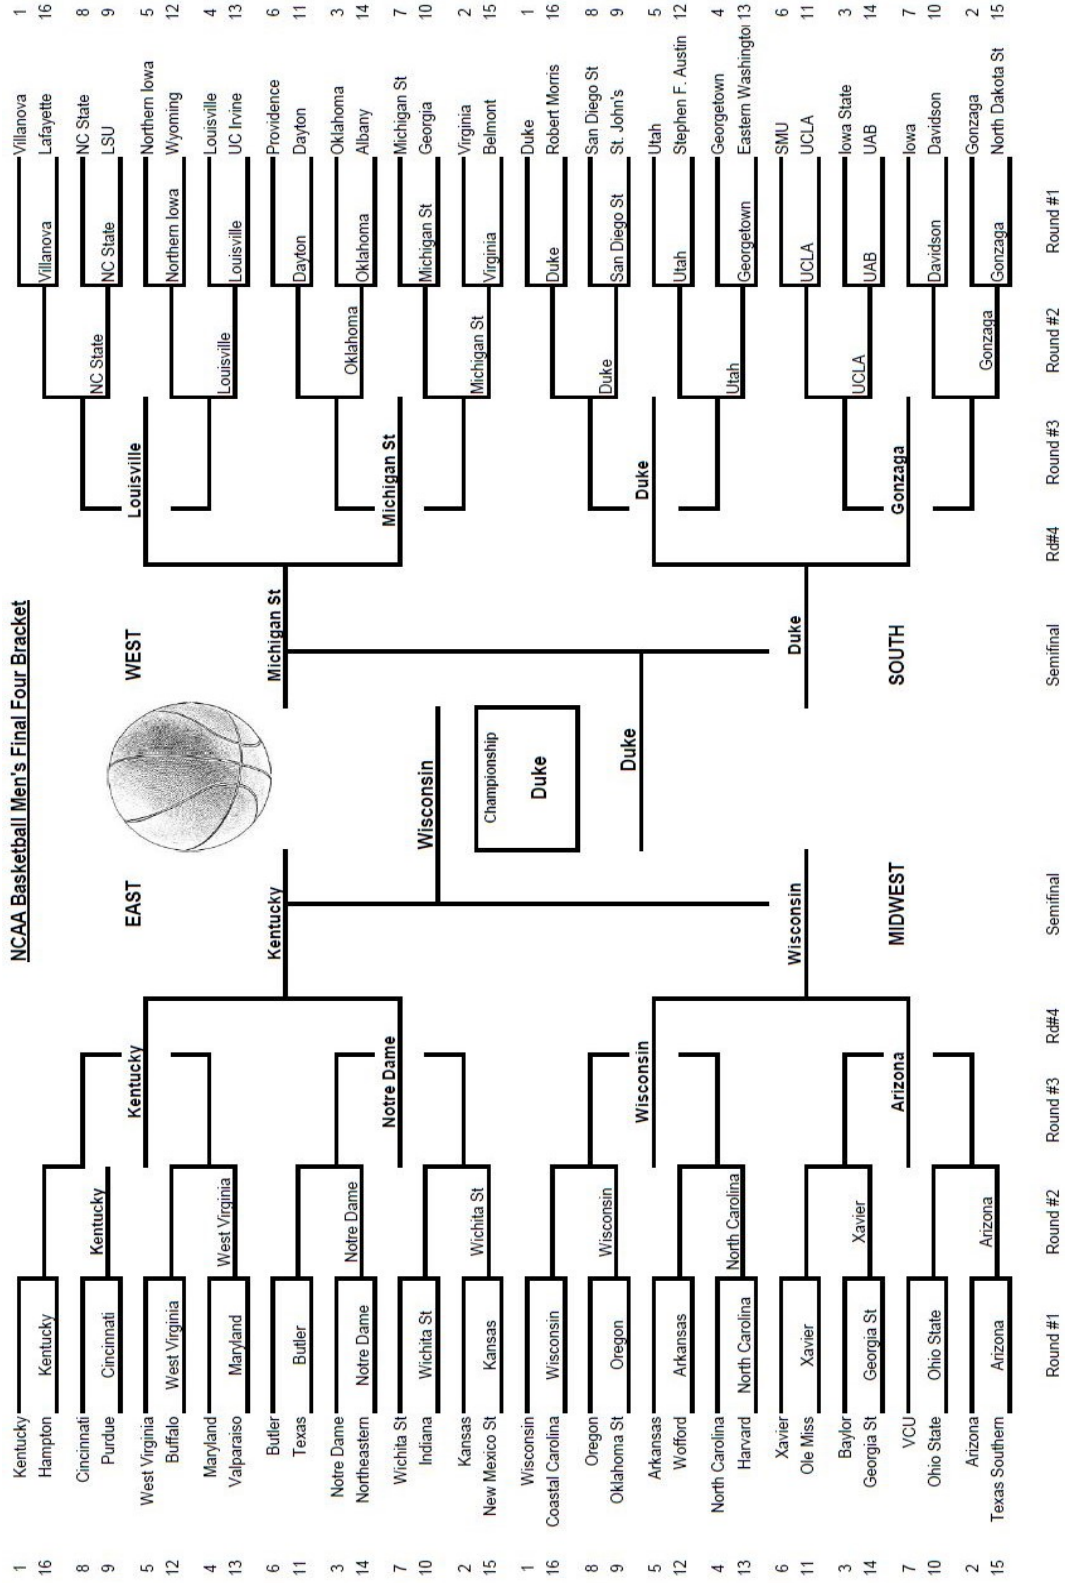 NCAA Basketball Men's Final Four Bracket
1 Kentucky
16 Hampton
8 Cincinnati
9 Purdue
5 West Virginia
12 Buffalo
4 Maryland
13 Valparaiso
6 Butler
11 Texas
3 Notre Dame
14 Northeastern
7 Wichita St
10 Indiana
2 Kansas
15 New Mexico St
1 Wisconsin
16 Coastal Carolina
8 Oregon
9 Oklahoma St
5 Arkansas
12 Wofford
4 North Carolina
13 Harvard
6 Xavier
11 Ole Miss
3 Baylor
14 Georgia St
7 VCU
10 Ohio State
2 Arizona
15 Texas Southern
Kentucky
Cincinnati
West Virginia
Maryland
Butler
Notre Dame
Wichita St
Kansas
Wisconsin
Oregon
Arkansas
North Carolina
Xavier
Georgia St
Ohio State
Arizona
Kentucky
West Virginia
Notre Dame
Wichita St
Wisconsin
North Carolina
Xavier
Arizona
Kentucky
Notre Dame
Wisconsin
Arizona
EAST
Kentucky
Wisconsin
MIDWEST
Wisconsin
Championship
Duke
Duke
WEST
Michigan St
Duke
SOUTH
Louisville
Michigan St
Duke
Gonzaga
NC State
Louisville
Oklahoma
Michigan St
Duke
Utah
UCLA
Gonzaga
Villanova
NC State
Northern Iowa
Louisville
Dayton
Oklahoma
Michigan St
Virginia
Duke
San Diego St
Utah
Georgetown
UCLA
UAB
Davidson
Gonzaga
Villanova 1
Lafayette 16
NC State 8
LSU 9
Northern Iowa 5
Wyoming 12
Louisville 4
UC Irvine 13
Providence 6
Dayton 11
Oklahoma 3
Albany 14
Michigan St 7
Georgia 10
Virginia 2
Belmont 15
Duke 1
Robert Morris 16
San Diego St 8
St. John's 9
Utah 5
Stephen F. Austin 12
Georgetown 4
Eastern Washingto 13
SMU 6
UCLA 11
Iowa State 3
UAB 14
Iowa 7
Davidson 10
Gonzaga 2
North Dakota St 15
Round #1 Round #2 Round #3 Rd#4 Semifinal Semifinal Rd#4 Round #3 Round #2 Round #1